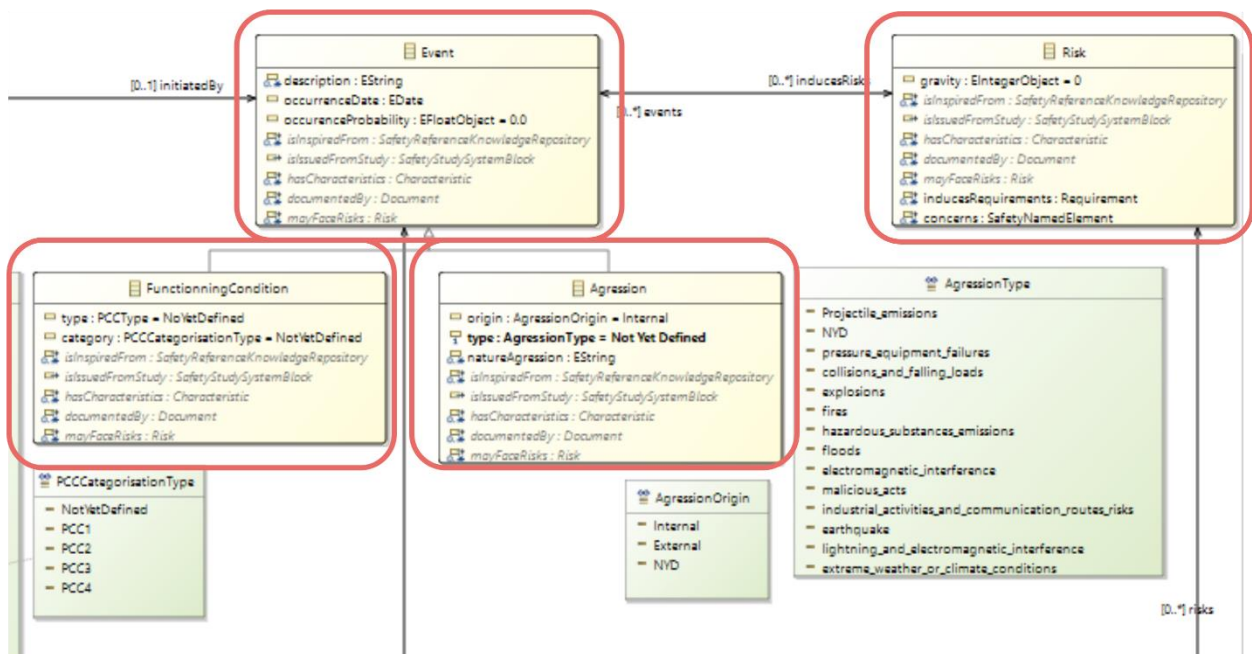 Event
description : EString
occurrenceDate : EDate
occurenceProbability : EFloatObject = 0.0
isInspiredFrom : SafetyReferenceKnowledgeRepository
isIssuedFromStudy : SafetyStudySystemBlock
hasCharacteristics : Characteristic
documentedBy : Document
mayFaceRisks : Risk
[0..1] initiatedBy
[0..*] inducesRisks
[0..*] events
Risk
gravity : EIntegerObject = 0
isInspiredFrom : SafetyReferenceKnowledgeRepository
isIssuedFromStudy : SafetyStudySystemBlock
hasCharacteristics : Characteristic
documentedBy : Document
mayFaceRisks : Risk
inducesRequirements : Requirement
concerns : SafetyNamedElement
FunctionningCondition
type : PCCType = NoYetDefined
category : PCCCategorisationType = NotYetDefined
isInspiredFrom : SafetyReferenceKnowledgeRepository
isIssuedFromStudy : SafetyStudySystemBlock
hasCharacteristics : Characteristic
documentedBy : Document
mayFaceRisks : Risk
Agression
origin : AgressionOrigin = Internal
type : AgressionType = Not Yet Defined
natureAgression : EString
isInspiredFrom : SafetyReferenceKnowledgeRepository
isIssuedFromStudy : SafetyStudySystemBlock
hasCharacteristics : Characteristic
documentedBy : Document
mayFaceRisks : Risk
AgressionType
Projectile_emissions
NYD
pressure_equipment_failures
collisions_and_falling_loads
explosions
fires
hazardous_substances_emissions
floods
electromagnetic_interference
malicious_acts
industrial_activities_and_communication_routes_risks
earthquake
lightning_and_electromagnetic_interference
extreme_weather_or_climate_conditions
PCCCategorisationType
NotYetDefined
PCC1
PCC2
PCC3
PCC4
AgressionOrigin
Internal
External
NYD
[0..*] risks